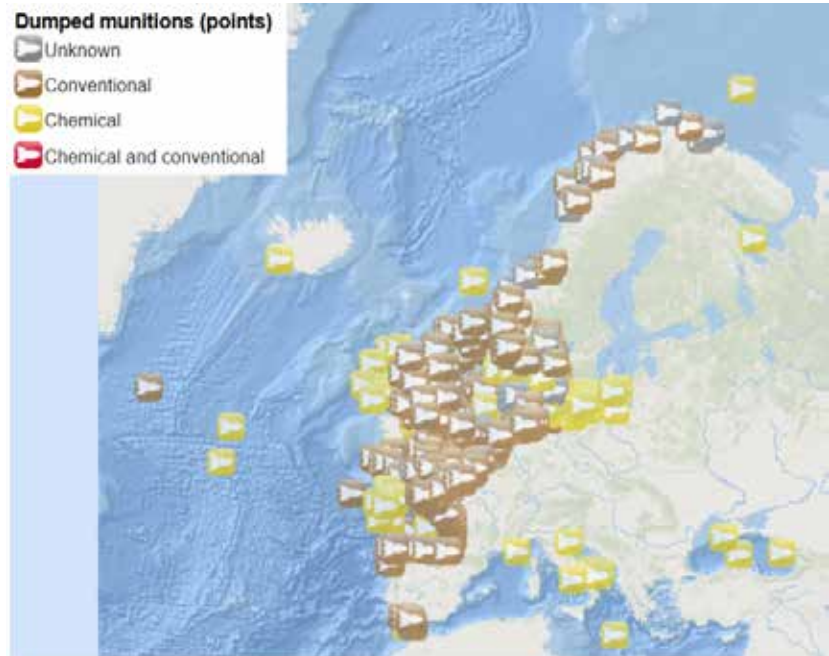 Dumped munitions (points)
Unknown
Conventional
Chemical
Chemical and conventional